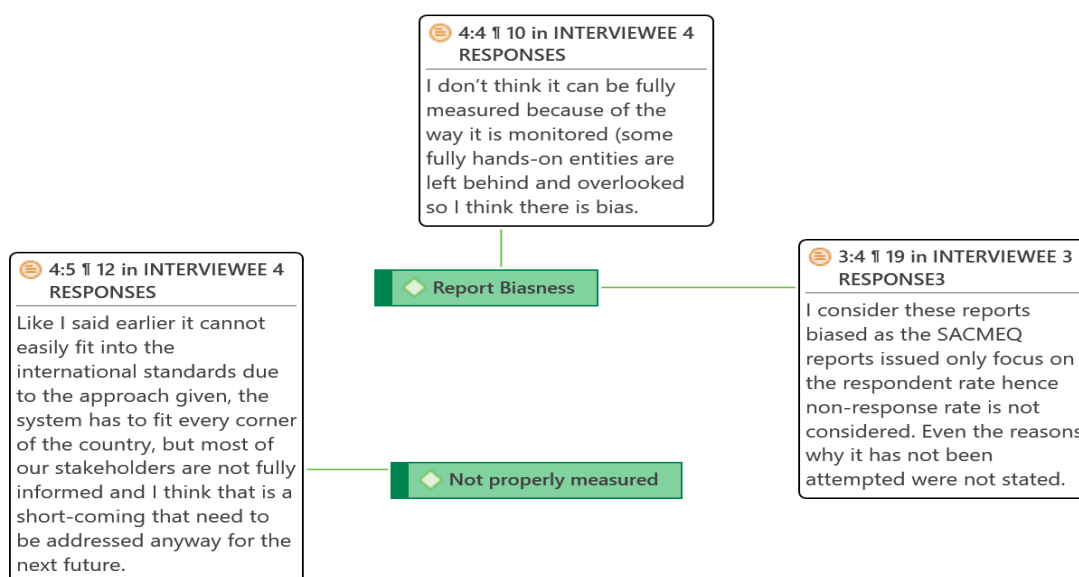 4:4 ¶ 10 in INTERVIEWEE 4
RESPONSES
I don't think it can be fully
measured because of the
way it is monitored (some
fully hands-on entities are
left behind and overlooked
so I think there is bias.
4:5 ¶ 12 in INTERVIEWEE 4
RESPONSES
Like I said earlier it cannot
easily fit into the
international standards due
to the approach given, the
system has to fit every corner
of the country, but most of
our stakeholders are not fully
informed and I think that is a
short-coming that need to
be addressed anyway for the
next future.
Report Biasness
Not properly measured
3:4 ¶ 19 in INTERVIEWEE 3
RESPONSE3
I consider these reports
biased as the SACMEQ
reports issued only focus on
the respondent rate hence
non-response rate is not
considered. Even the reasons
why it has not been
attempted were not stated.